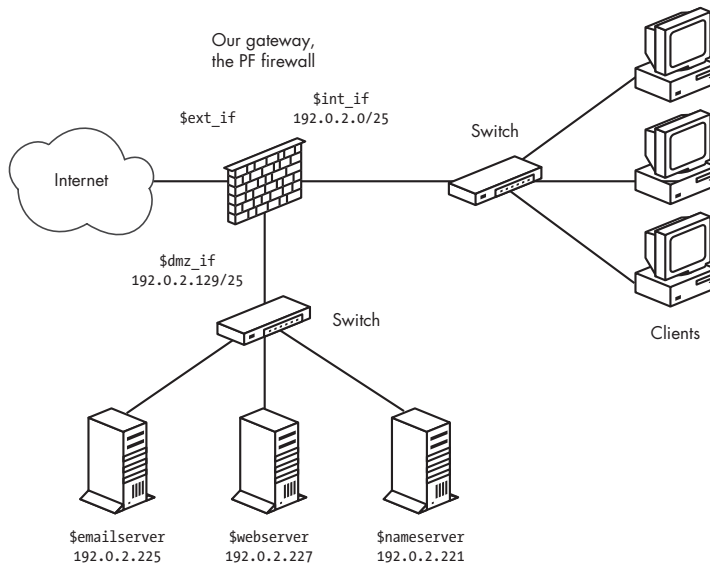 Our gateway,
the PF firewall
$int_if
192.0.2.0/25
$ext_if
Switch
Internet
$dmz_if
192.0.2.129/25
Switch
Clients
$emailserver
192.0.2.225
$webserver
192.0.2.227
$nameserver
192.0.2.221